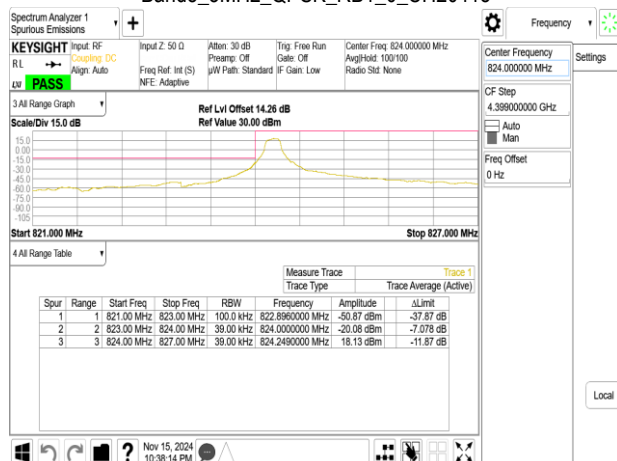 Spectrum Analyzer 1
Spurious Emissions
Frequency
KEYSIGHT
Input: RF
Coupling: DC
Align: Auto
Input Z: 50 Ω
Freq Ref: Int (S)
NFE: Adaptive
Atten: 30 dB
Preamp: Off
µW Path: Standard
Trig: Free Run
Gate: Off
IF Gain: Low
Center Freq: 824.000000 MHz
Avg|Hold: 100/100
Radio Std: None
RL
LXI PASS
Center Frequency
824.000000 MHz
Settings
CF Step
4.399000000 GHz
Auto
Man
Freq Offset
0 Hz
Local
3 All Range Graph
Scale/Div 15.0 dB
Ref Lvl Offset 14.26 dB
Ref Value 30.00 dBm
15.0
0.00
-15.0
-30.0
-45.0
-60.0
-75.0
-90.0
-105
Start 821.000 MHz
Stop 827.000 MHz
4 All Range Table
Measure Trace Trace 1
Trace Type Trace Average (Active)
Spur Range Start Freq Stop Freq RBW Frequency Amplitude ΔLimit
1 1 821.00 MHz 823.00 MHz 100.0 kHz 822.8960000 MHz -50.87 dBm -37.87 dB
2 2 823.00 MHz 824.00 MHz 39.00 kHz 824.0000000 MHz -20.08 dBm -7.078 dB
3 3 824.00 MHz 827.00 MHz 39.00 kHz 824.2490000 MHz 18.13 dBm -11.87 dB
Nov 15, 2024
10:38:14 PM